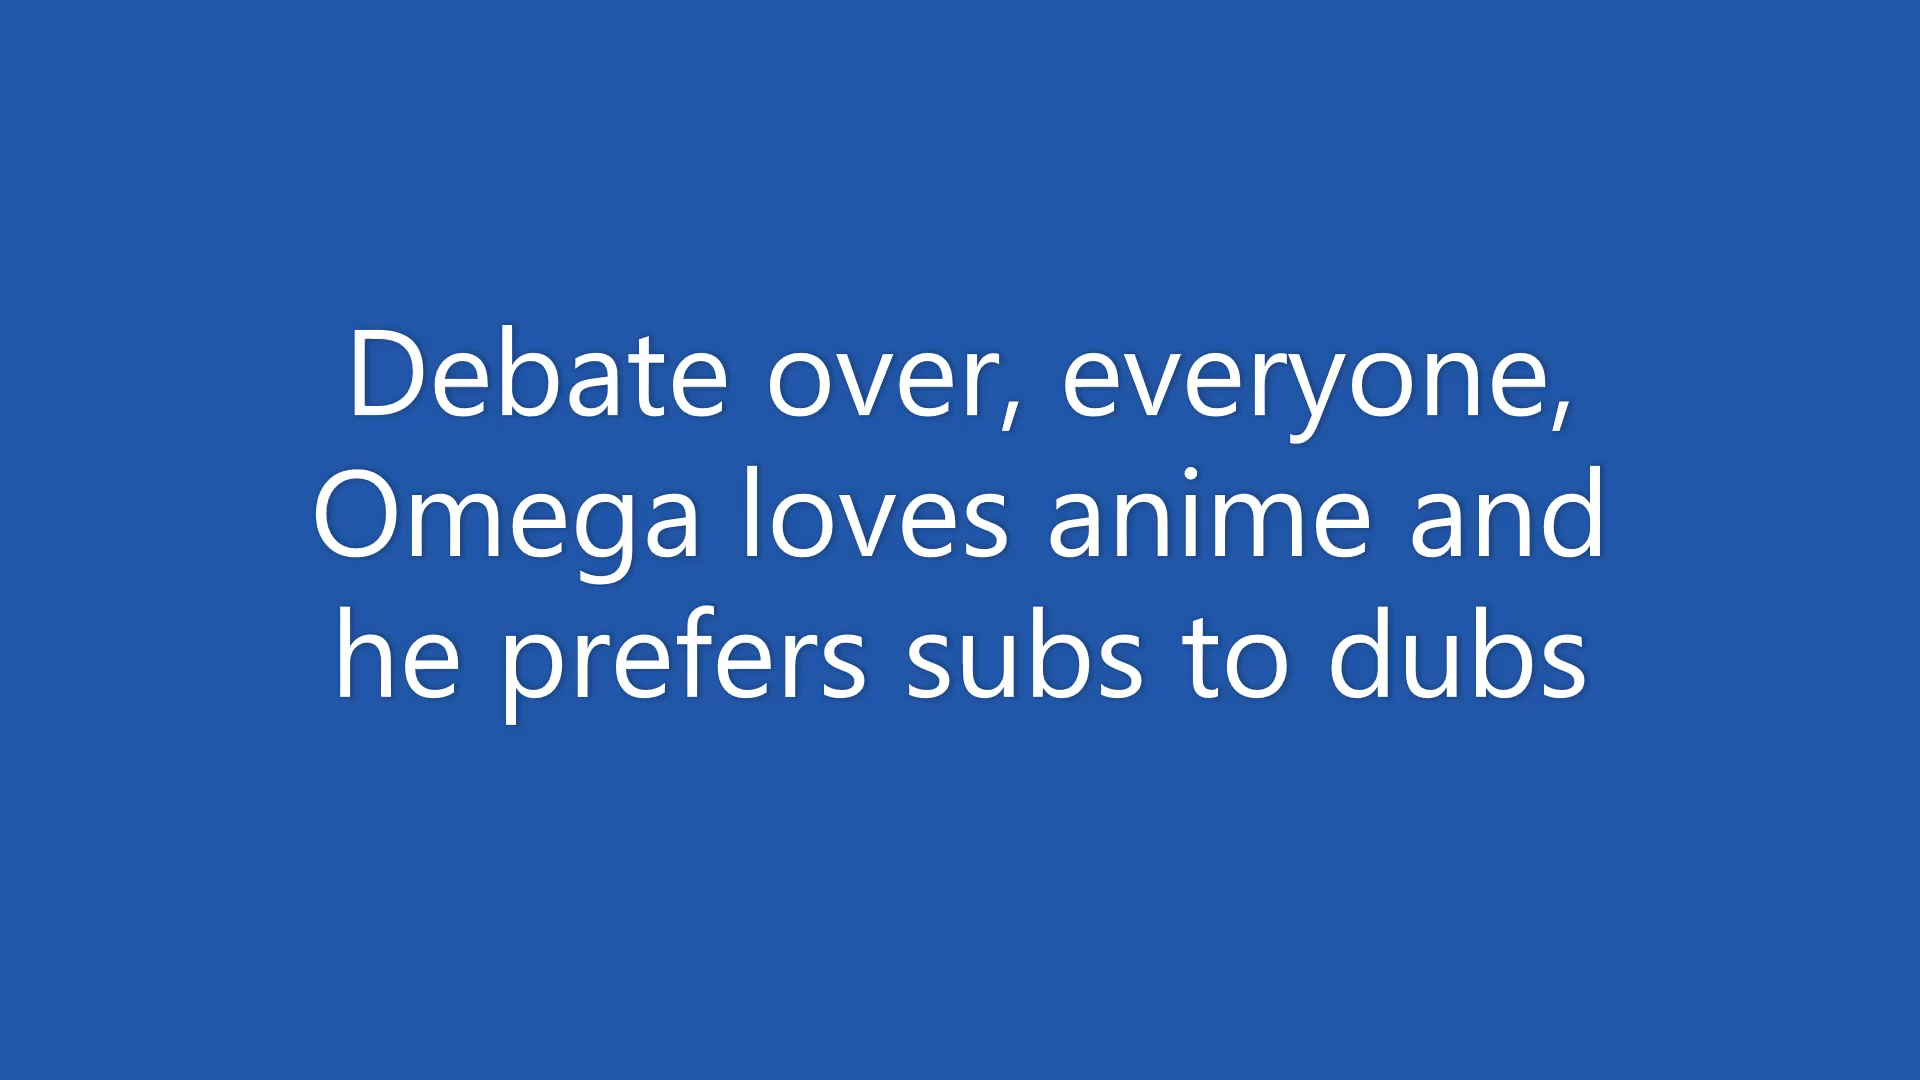 Debate over, everyone,
Omega loves anime and
he prefers subs to dubs